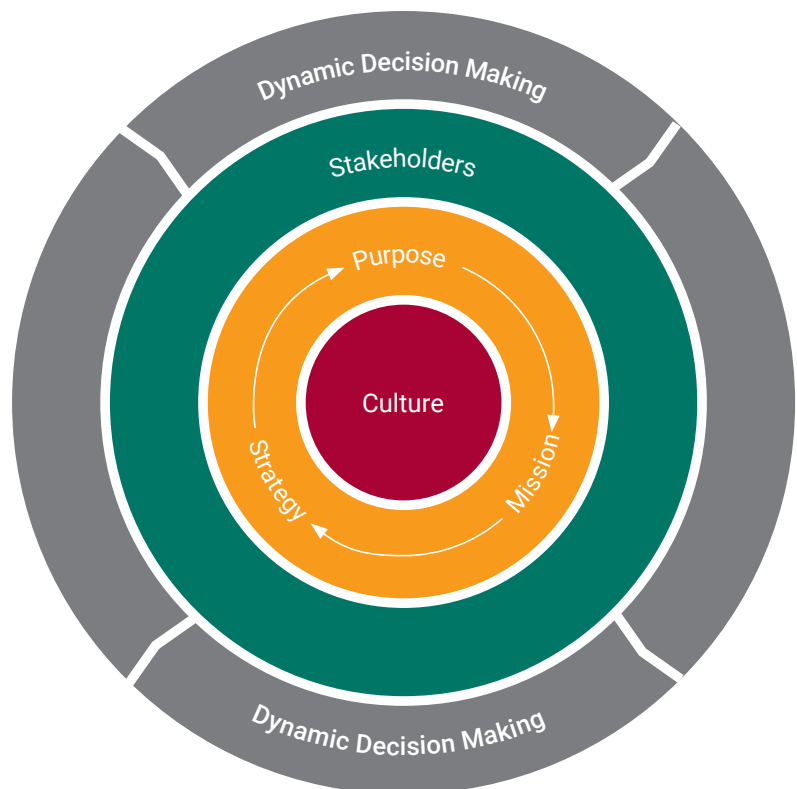 Dynamic Decision Making
Stakeholders
Purpose
Culture
Strategy
Mission
Dynamic Decision Making